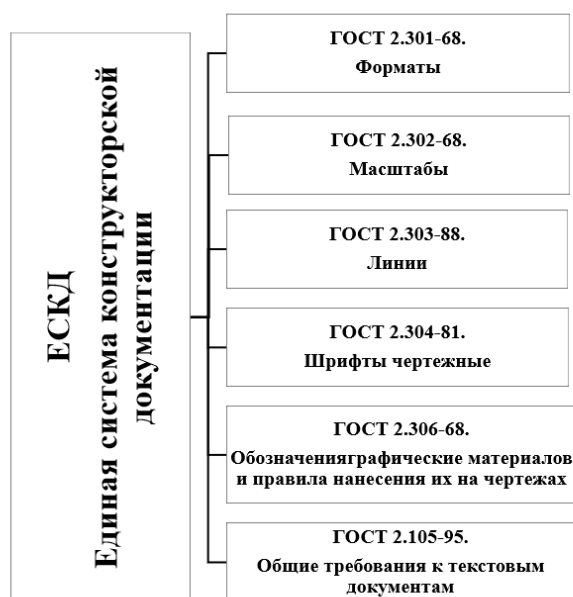 ЕСКД
Единая система конструкторской
документации
ГОСТ 2.301-68.
Форматы
ГОСТ 2.302-68.
Масштабы
ГОСТ 2.303-88.
Линии
ГОСТ 2.304-81.
Шрифты чертежные
ГОСТ 2.306-68.
Обозначенияграфические материалов
и правила нанесения их на чертежах
ГОСТ 2.105-95.
Общие требования к текстовым
документам